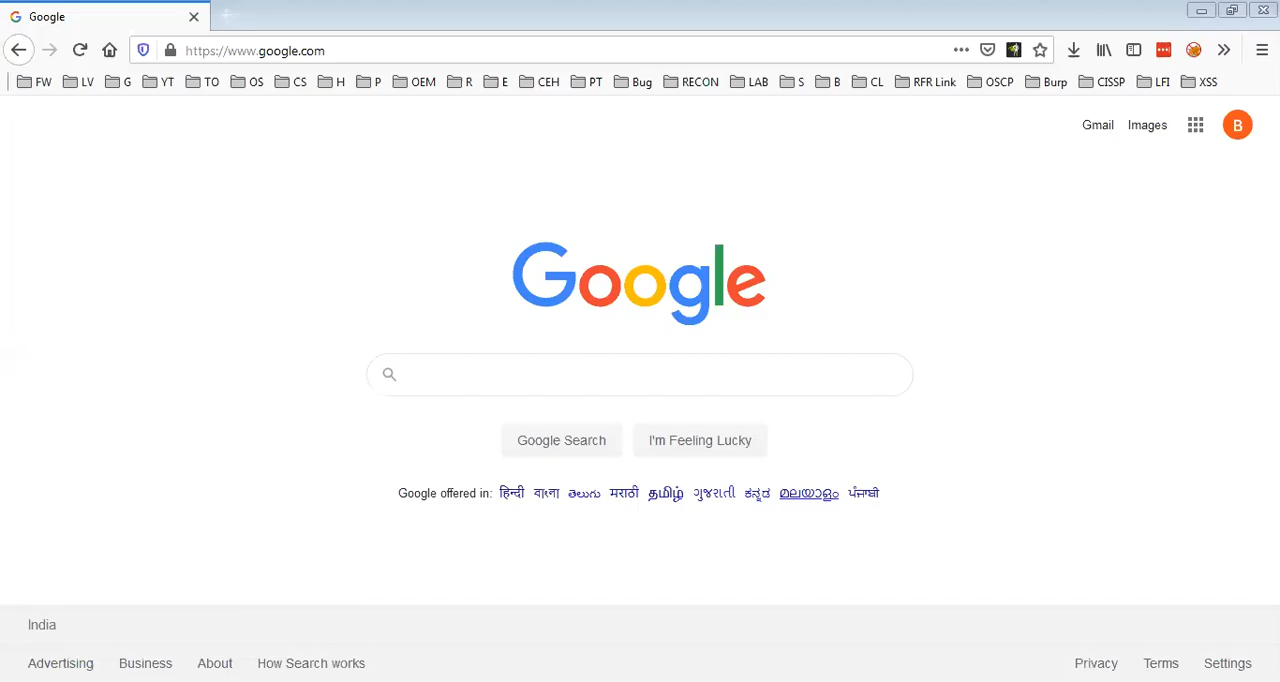 Google
https://www.google.com
FW LV G YT TO OS CS H P OEM R E CEH PT Bug RECON LAB S B CL RFR Link OSCP Burp CISSP LFI XSS
Gmail Images B
Google
Google Search I'm Feeling Lucky
Google offered in: हिन्दी বাংলা తెలుగు मराठी தமிழ் ગુજરાતી ಕನ್ನಡ മലയാളം ਪੰਜਾਬੀ
India
Advertising Business About How Search works Privacy Terms Settings